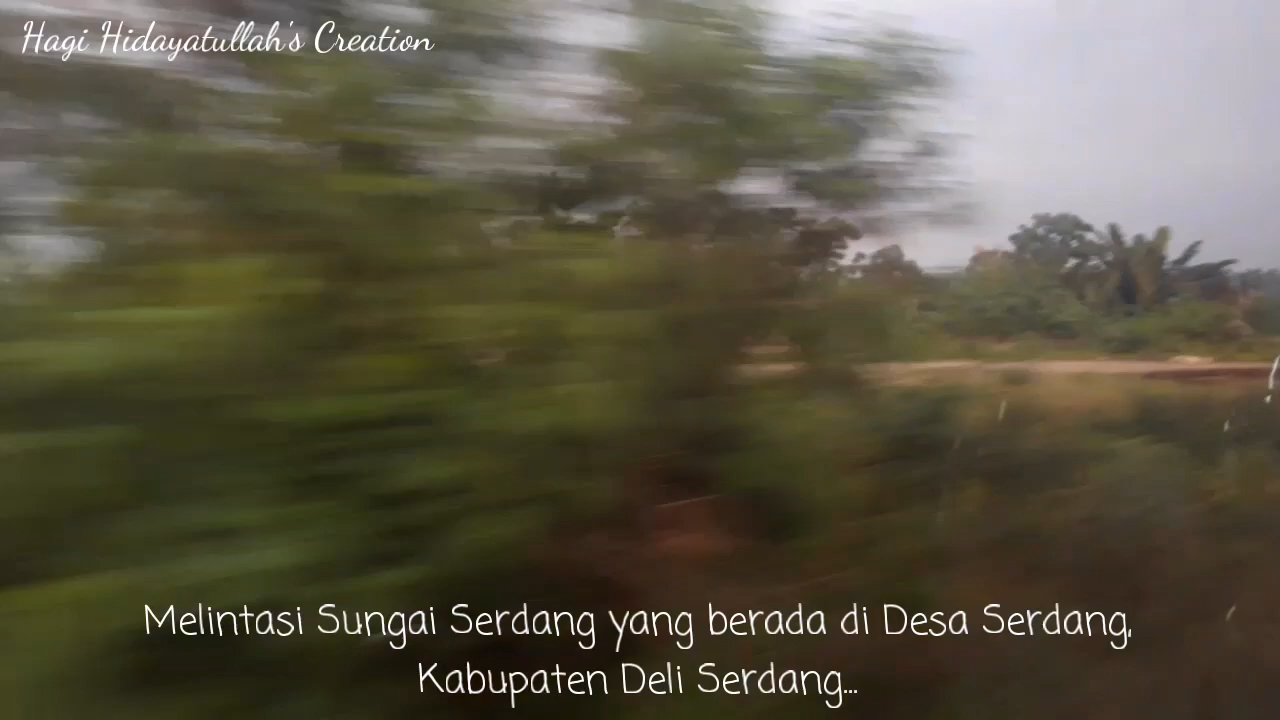 Hagi Hidayatullah's Creation
Melintasi Sungai Serdang yang berada di Desa Serdang,
Kabupaten Deli Serdang...